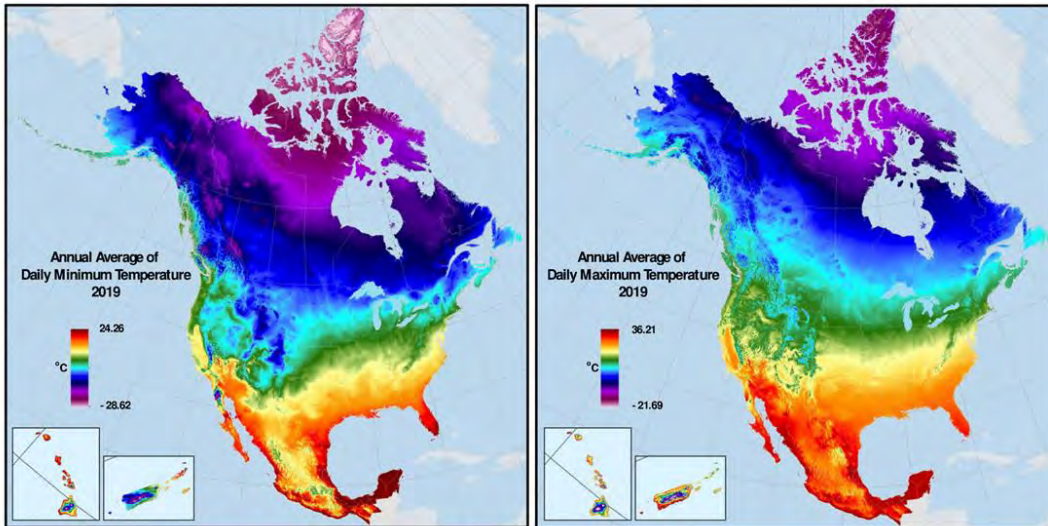 Annual Average of
Daily Minimum Temperature
2019
24.26
°C
- 28.62
Annual Average of
Daily Maximum Temperature
2019
36.21
°C
- 21.69